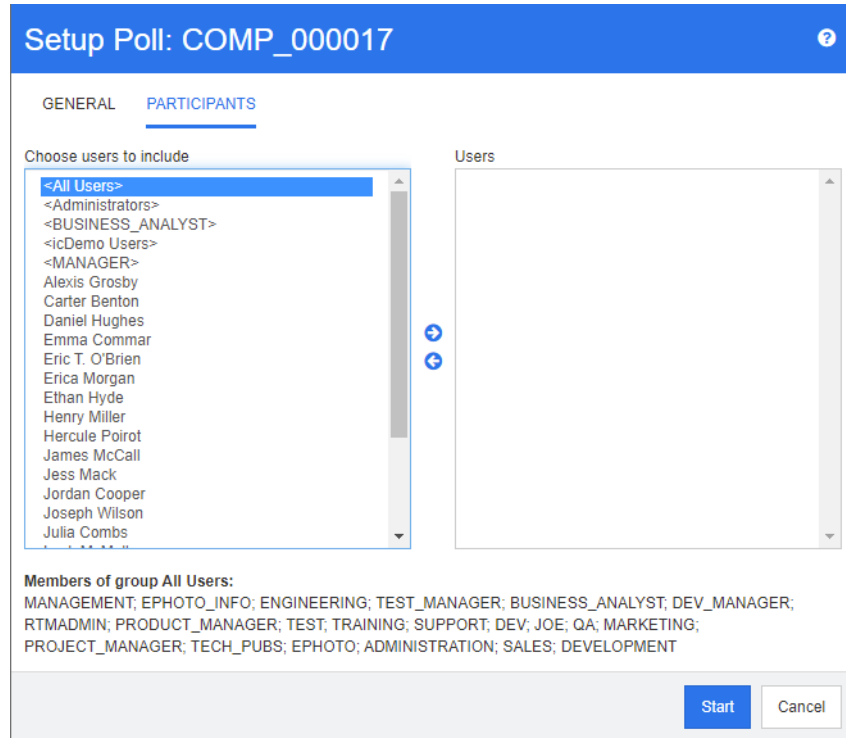 Setup Poll: COMP_000017
GENERAL PARTICIPANTS
Choose users to include
Users
<All Users>
<Administrators>
<BUSINESS_ANALYST>
<icDemo Users>
<MANAGER>
Alexis Grosby
Carter Benton
Daniel Hughes
Emma Commar
Eric T. O'Brien
Erica Morgan
Ethan Hyde
Henry Miller
Hercule Poirot
James McCall
Jess Mack
Jordan Cooper
Joseph Wilson
Julia Combs
Members of group All Users:
MANAGEMENT; EPHOTO_INFO; ENGINEERING; TEST_MANAGER; BUSINESS_ANALYST; DEV_MANAGER;
RTMADMIN; PRODUCT_MANAGER; TEST; TRAINING; SUPPORT; DEV; JOE; QA; MARKETING;
PROJECT_MANAGER; TECH_PUBS; EPHOTO; ADMINISTRATION; SALES; DEVELOPMENT
Start Cancel